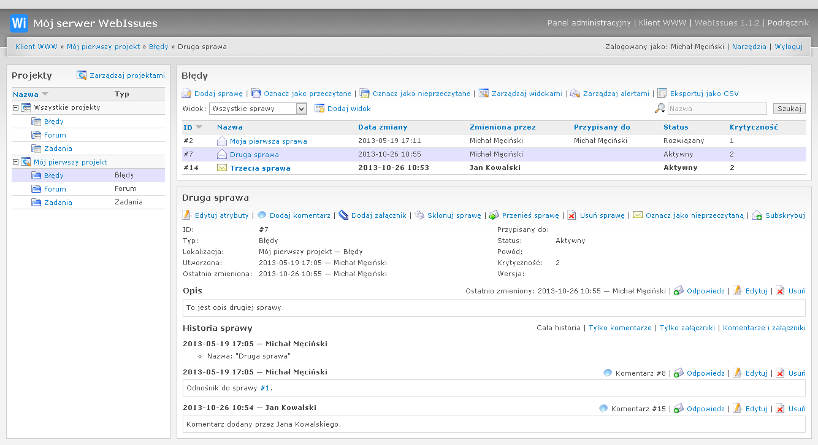 Wi Mój serwer WebIssues
Panel administracyjny | Klient WWW | WebIssues 1.1.2 | Podręcznik
Klient WWW » Mój pierwszy projekt » Błędy » Druga sprawa
Zalogowany jako: Michał Męciński | Narzędzia | Wyloguj
Projekty
Zarządzaj projektami
Nazwa Typ
Wszystkie projekty
Błędy
Forum
Zadania
Mój pierwszy projekt
Błędy Błędy
Forum Forum
Zadania Zadania
Błędy
Dodaj sprawę | Oznacz jako przeczytane | Oznacz jako nieprzeczytane | Zarządzaj widokami | Zarządzaj alertami | Eksportuj jako CSV
Widok: Wszystkie sprawy Dodaj widok Nazwa Szukaj
ID Nazwa Data zmiany Zmieniona przez Przypisany do Status Krytyczność
#2 Moja pierwsza sprawa 2013-05-19 17:11 Michał Męciński Michał Męciński Rozwiązany 1
#7 Druga sprawa 2013-10-26 10:55 Michał Męciński Aktywny 2
#14 Trzecia sprawa 2013-10-26 10:53 Jan Kowalski Aktywny 2
Druga sprawa
Edytuj atrybuty | Dodaj komentarz | Dodaj załącznik | Sklonuj sprawę | Przenieś sprawę | Usuń sprawę | Oznacz jako nieprzeczytaną | Subskrybuj
ID: #7 Przypisany do:
Typ: Błędy Status: Aktywny
Lokalizacja: Mój pierwszy projekt — Błędy Powód:
Utworzona: 2013-05-19 17:05 — Michał Męciński Krytyczność: 2
Ostatnio zmieniona: 2013-10-26 10:55 — Michał Męciński Wersja:
Opis
Ostatnio zmieniony: 2013-10-26 10:55 — Michał Męciński | Odpowiedz | Edytuj | Usuń
To jest opis drugiej sprawy.
Historia sprawy
Cała historia | Tylko komentarze | Tylko załączniki | Komentarze i załączniki
2013-05-19 17:05 — Michał Męciński
Nazwa: "Druga sprawa"
2013-05-19 17:05 — Michał Męciński
Komentarz #8 | Odpowiedz | Edytuj | Usuń
Odnośnik do sprawy #1.
2013-10-26 10:54 — Jan Kowalski
Komentarz #15 | Odpowiedz | Edytuj | Usuń
Komentarz dodany przez Jana Kowalskiego